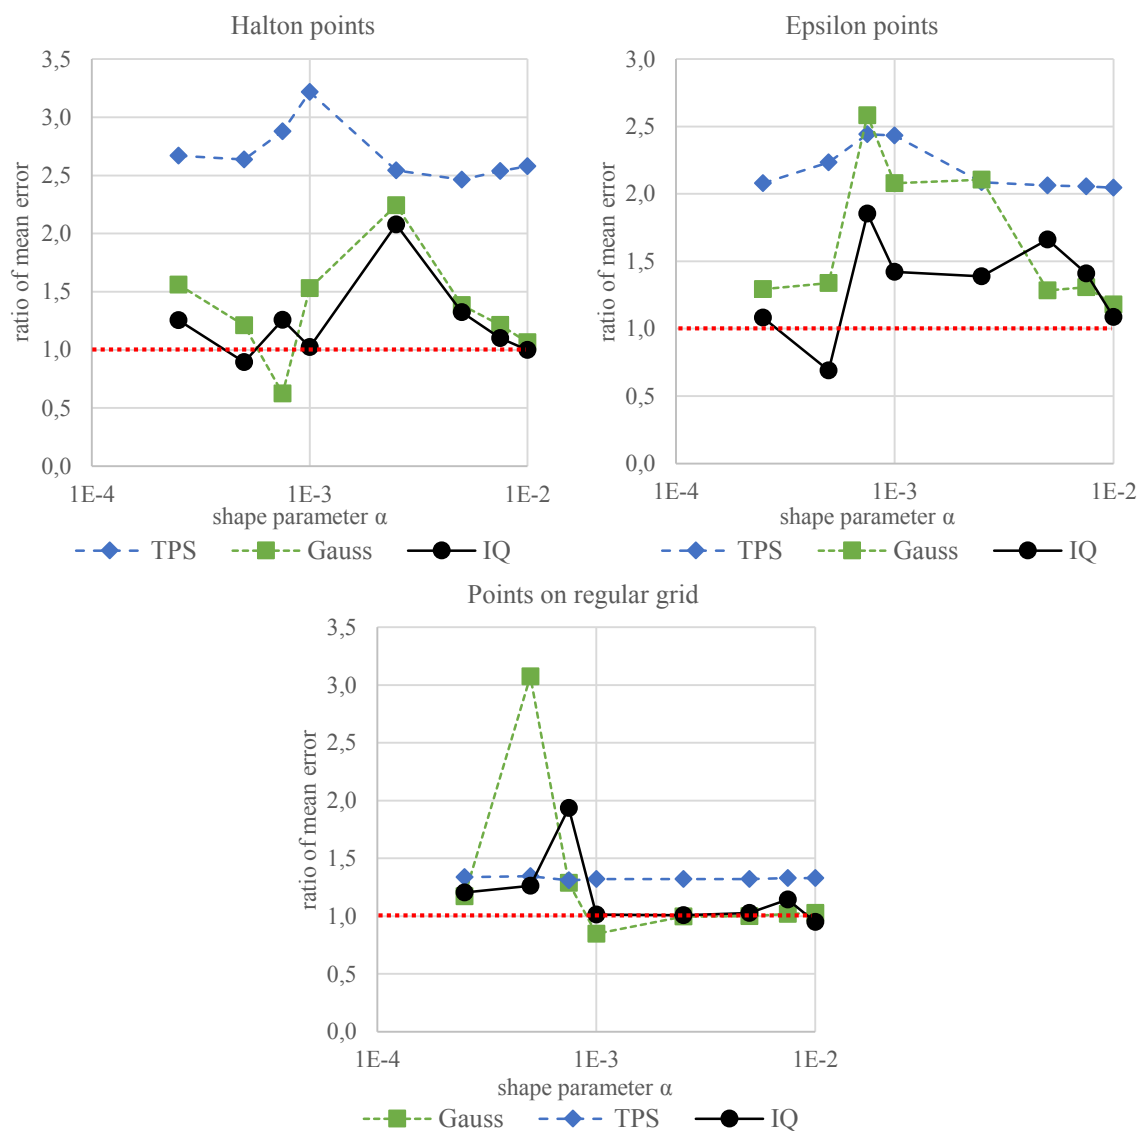 Halton points
3,5
3,0
2,5
2,0
1,5
1,0
0,5
0,0
ratio of mean error
1E-4 1E-3 1E-2
shape parameter α
TPS Gauss IQ
Epsilon points
3,0
2,5
2,0
1,5
1,0
0,5
0,0
ratio of mean error
1E-4 1E-3 1E-2
shape parameter α
TPS Gauss IQ
Points on regular grid
3,5
3,0
2,5
2,0
1,5
1,0
0,5
0,0
ratio of mean error
1E-4 1E-3 1E-2
shape parameter α
Gauss TPS IQ